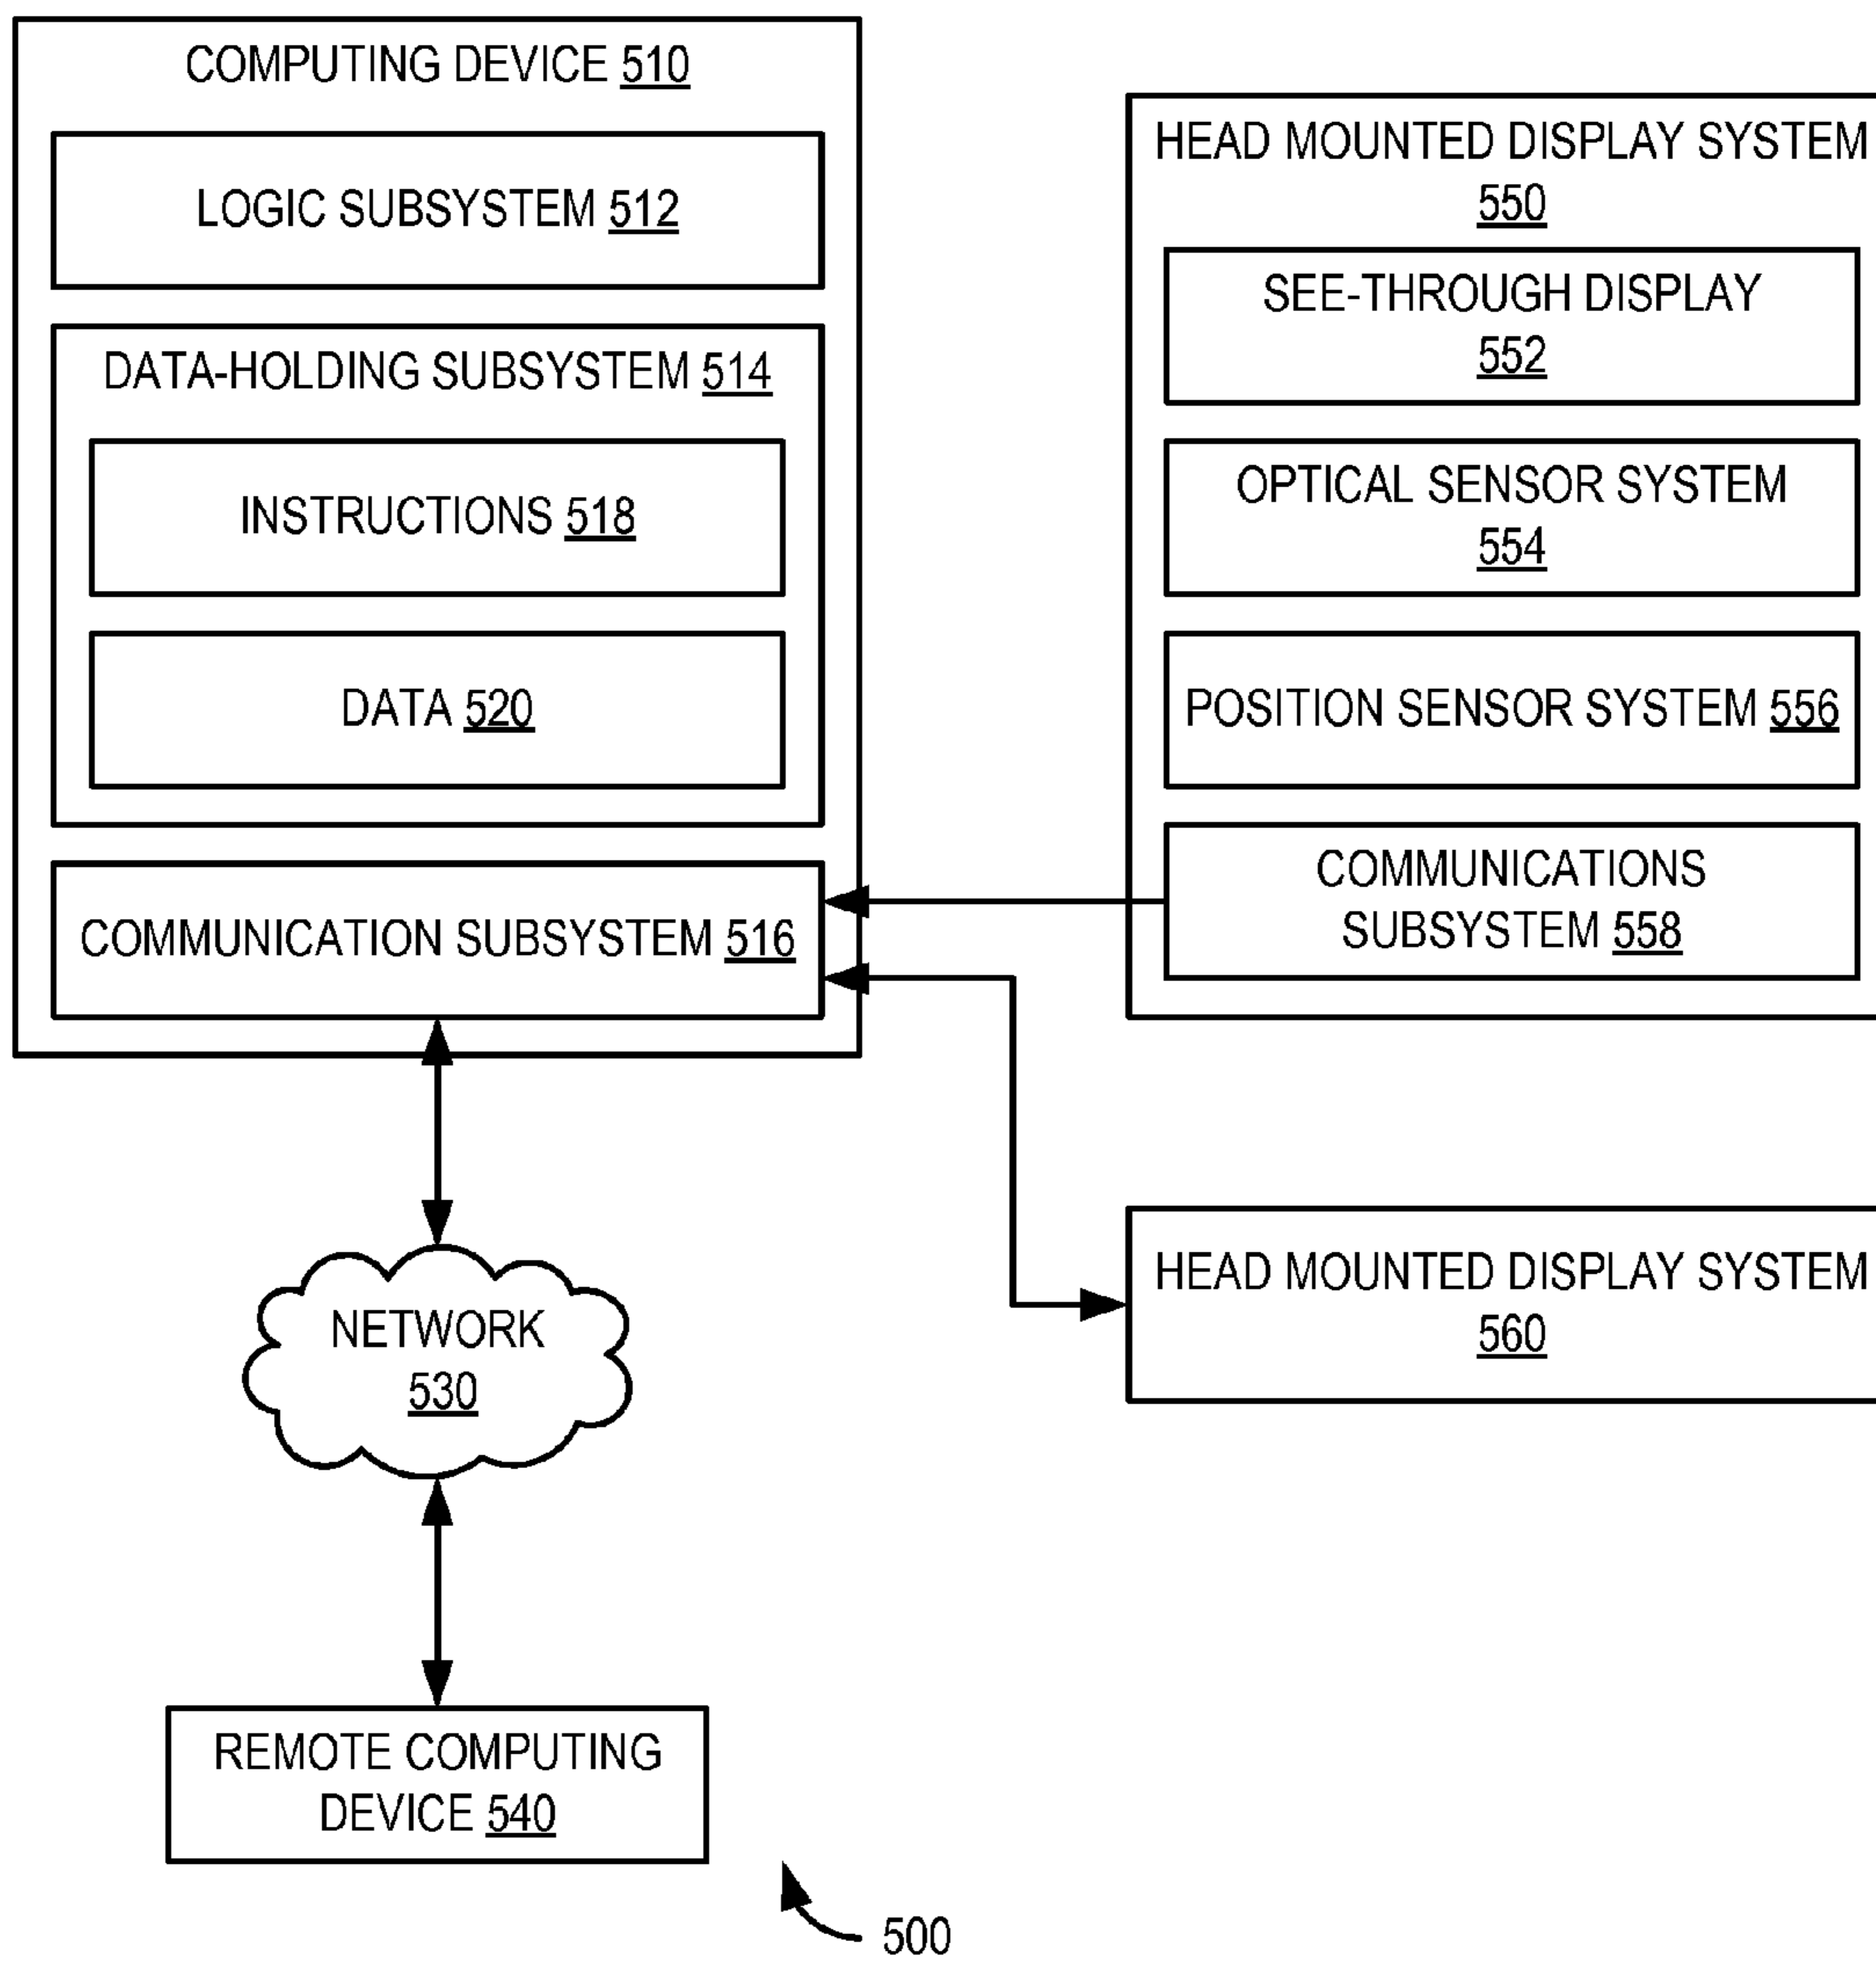 COMPUTING DEVICE 510
LOGIC SUBSYSTEM 512
DATA-HOLDING SUBSYSTEM 514
INSTRUCTIONS 518
DATA 520
COMMUNICATION SUBSYSTEM 516
HEAD MOUNTED DISPLAY SYSTEM
550
SEE-THROUGH DISPLAY
552
OPTICAL SENSOR SYSTEM
554
POSITION SENSOR SYSTEM 556
COMMUNICATIONS
SUBSYSTEM 558
HEAD MOUNTED DISPLAY SYSTEM
560
NETWORK
530
REMOTE COMPUTING
DEVICE 540
500